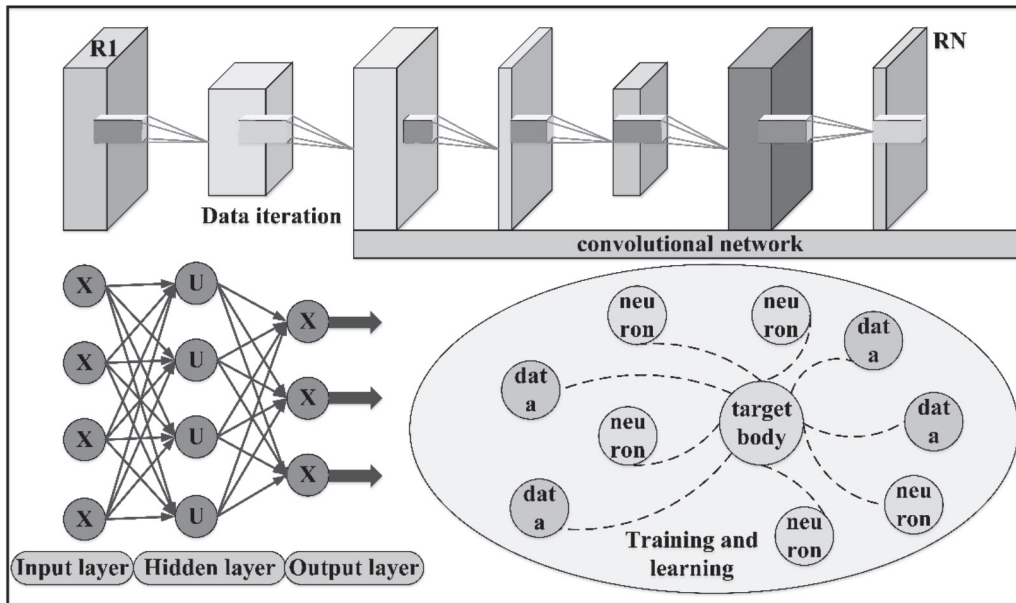 R1
RN
Data iteration
convolutional network
X
U
X
X
U
X
X
U
X
X
U
Input layer
Hidden layer
Output layer
neu
ron
neu
ron
dat
a
dat
a
target
body
dat
a
neu
ron
dat
a
neu
ron
neu
ron
Training and
learning